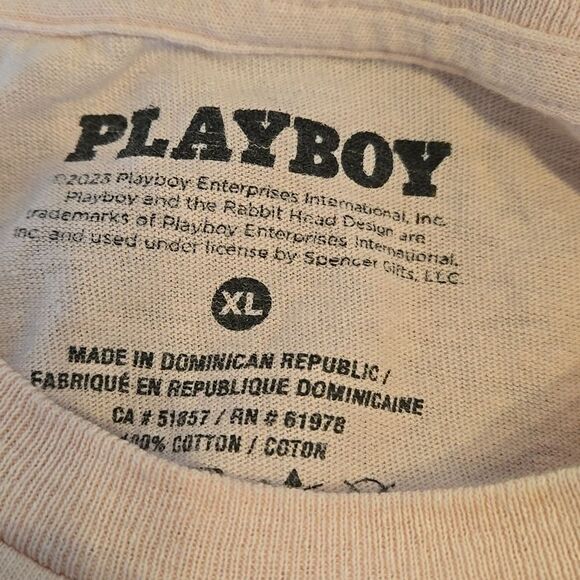 PLAYBOY
©2023 Playboy Enterprises International, Inc.
Playboy and the Rabbit Head Design are
trademarks of Playboy Enterprises International,
Inc. and used under license by Spencer Gifts, LLC
XL
MADE IN DOMINICAN REPUBLIC /
FABRIQUÉ EN REPUBLIQUE DOMINICAINE
CA # 51857 / RN # 61978
100% COTTON / COTON